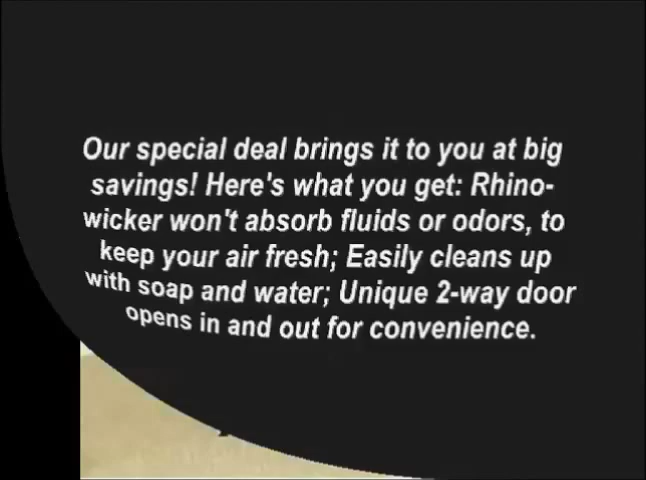 Our special deal brings it to you at big
savings! Here's what you get: Rhino-
wicker won't absorb fluids or odors, to
keep your air fresh; Easily cleans up
with soap and water; Unique 2-way door
opens in and out for convenience.